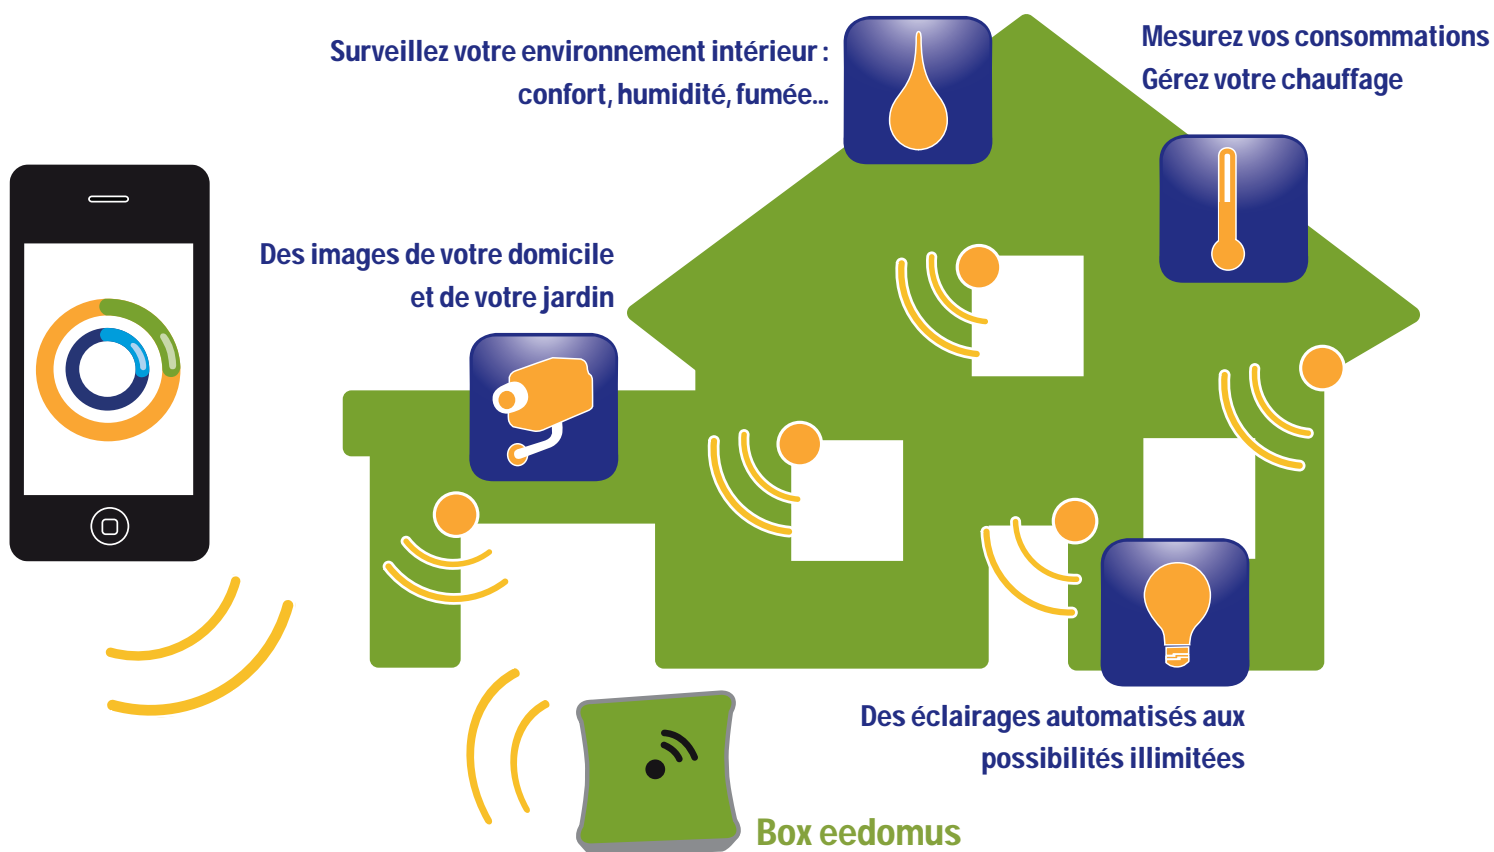 Surveillez votre environnement intérieur :
confort, humidité, fumée...
Mesurez vos consommations
Gérez votre chauffage
Des images de votre domicile
et de votre jardin
Des éclairages automatisés aux
possibilités illimitées
Box eedomus